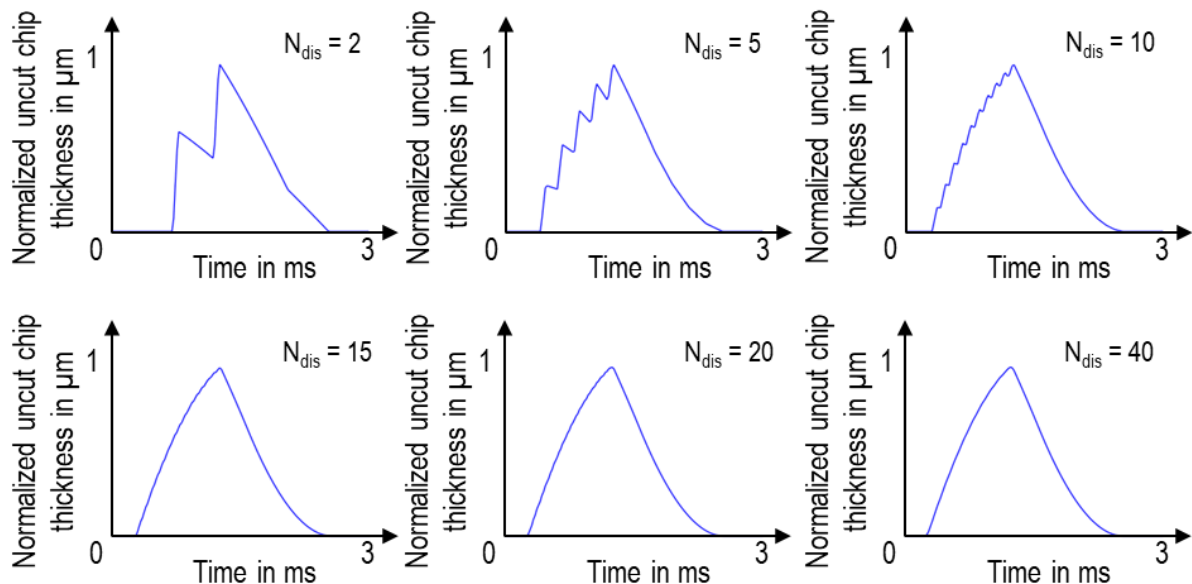 Normalized uncut chip
thickness in µm
1
N_dis = 2
0
3
Time in ms
Normalized uncut chip
thickness in µm
1
N_dis = 5
0
3
Time in ms
Normalized uncut chip
thickness in µm
1
N_dis = 10
0
3
Time in ms
Normalized uncut chip
thickness in µm
1
N_dis = 15
0
3
Time in ms
Normalized uncut chip
thickness in µm
1
N_dis = 20
0
3
Time in ms
Normalized uncut chip
thickness in µm
1
N_dis = 40
0
3
Time in ms